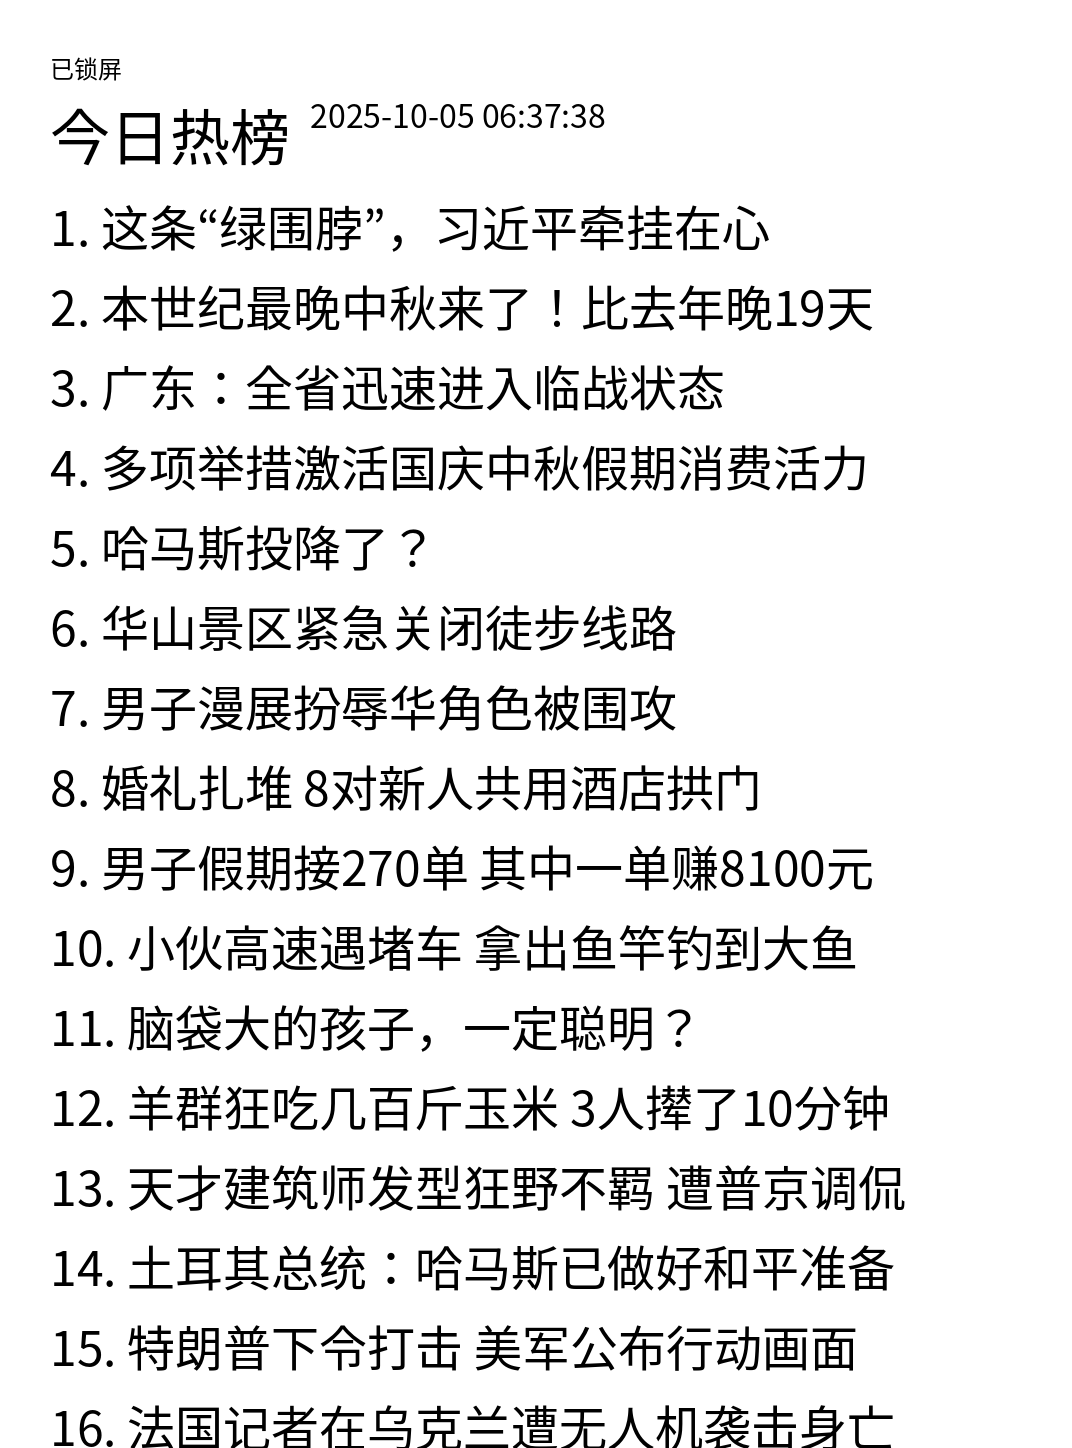 已锁屏
今日热榜 2025-10-05 06:37:38
1. 这条“绿围脖”，习近平牵挂在心
2. 本世纪最晚中秋来了！比去年晚19天
3. 广东：全省迅速进入临战状态
4. 多项举措激活国庆中秋假期消费活力
5. 哈马斯投降了？
6. 华山景区紧急关闭徒步线路
7. 男子漫展扮辱华角色被围攻
8. 婚礼扎堆 8对新人共用酒店拱门
9. 男子假期接270单 其中一单赚8100元
10. 小伙高速遇堵车 拿出鱼竿钓到大鱼
11. 脑袋大的孩子，一定聪明？
12. 羊群狂吃几百斤玉米 3人撵了10分钟
13. 天才建筑师发型狂野不羁 遭普京调侃
14. 土耳其总统：哈马斯已做好和平准备
15. 特朗普下令打击 美军公布行动画面
16. 法国记者在乌克兰遭无人机袭击身亡